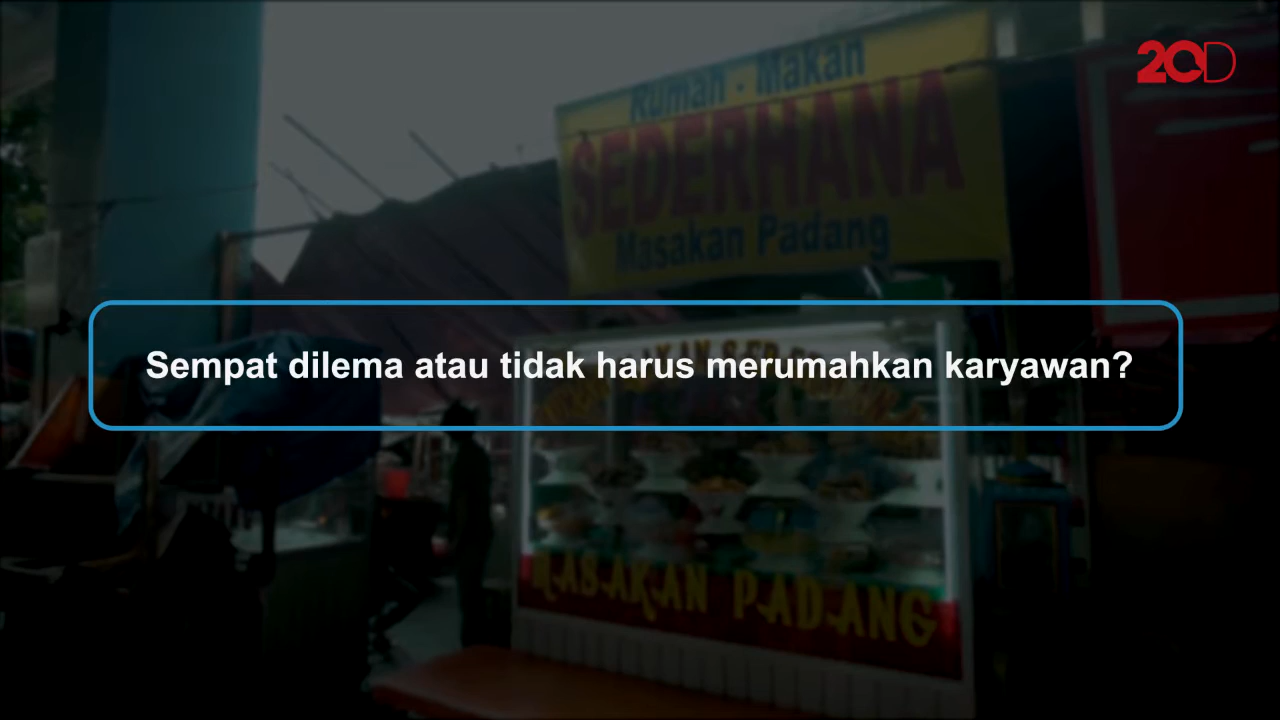 20D
Rumah - Makan
SEDERHANA
Masakan Padang
Sempat dilema atau tidak harus merumahkan karyawan?
MASAKAN PADANG